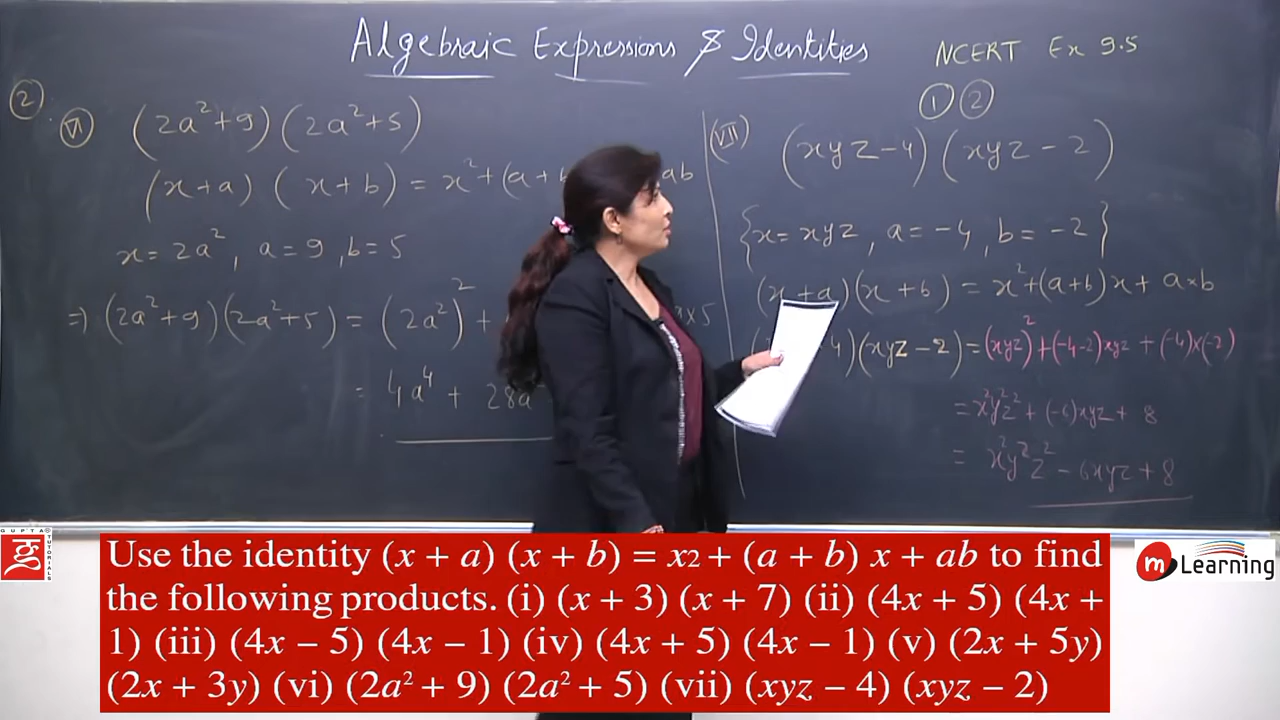 Algebraic Expressions & Identities
NCERT Ex 9.5
① ②
②
(VI) (2a²+9)(2a²+5)
(x+a) (x+b) = x²+(a+ ab
x=2a², a=9, b=5
⇒ (2a²+9)(2a²+5) = (2a²)² + x5
= 4a⁴ + 28a
(VII) (xyz-4)(xyz-2)
{x=xyz, a=-4, b=-2}
(x+a)(x+b) = x²+(a+b)x + a×b
4)(xyz-2)=(xyz)²+(-4-2)xyz + (-4)×(-2)
= x²y²z² + (-6)xyz + 8
= x²y²z² - 6xyz + 8
GUPTA
TUTORIALS
Use the identity (x + a) (x + b) = x2 + (a + b) x + ab to find
the following products. (i) (x + 3) (x + 7) (ii) (4x + 5) (4x +
1) (iii) (4x – 5) (4x – 1) (iv) (4x + 5) (4x – 1) (v) (2x + 5y)
(2x + 3y) (vi) (2a² + 9) (2a² + 5) (vii) (xyz – 4) (xyz – 2)
m Learning